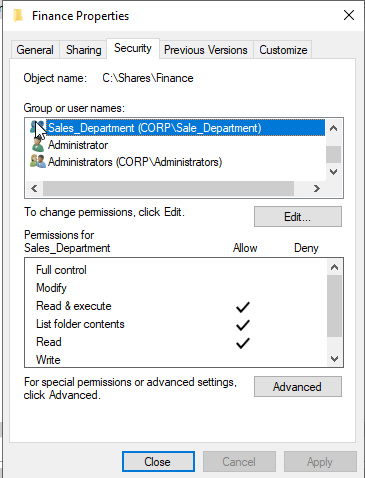 Finance Properties
General Sharing Security Previous Versions Customize
Object name: C:\Shares\Finance
Group or user names:
Sales_Department (CORP\Sale_Department)
Administrator
Administrators (CORP\Administrators)
To change permissions, click Edit.
Edit...
Permissions for
Sales_Department Allow Deny
Full control
Modify
Read & execute
List folder contents
Read
Write
For special permissions or advanced settings,
click Advanced.
Advanced
Close Cancel Apply